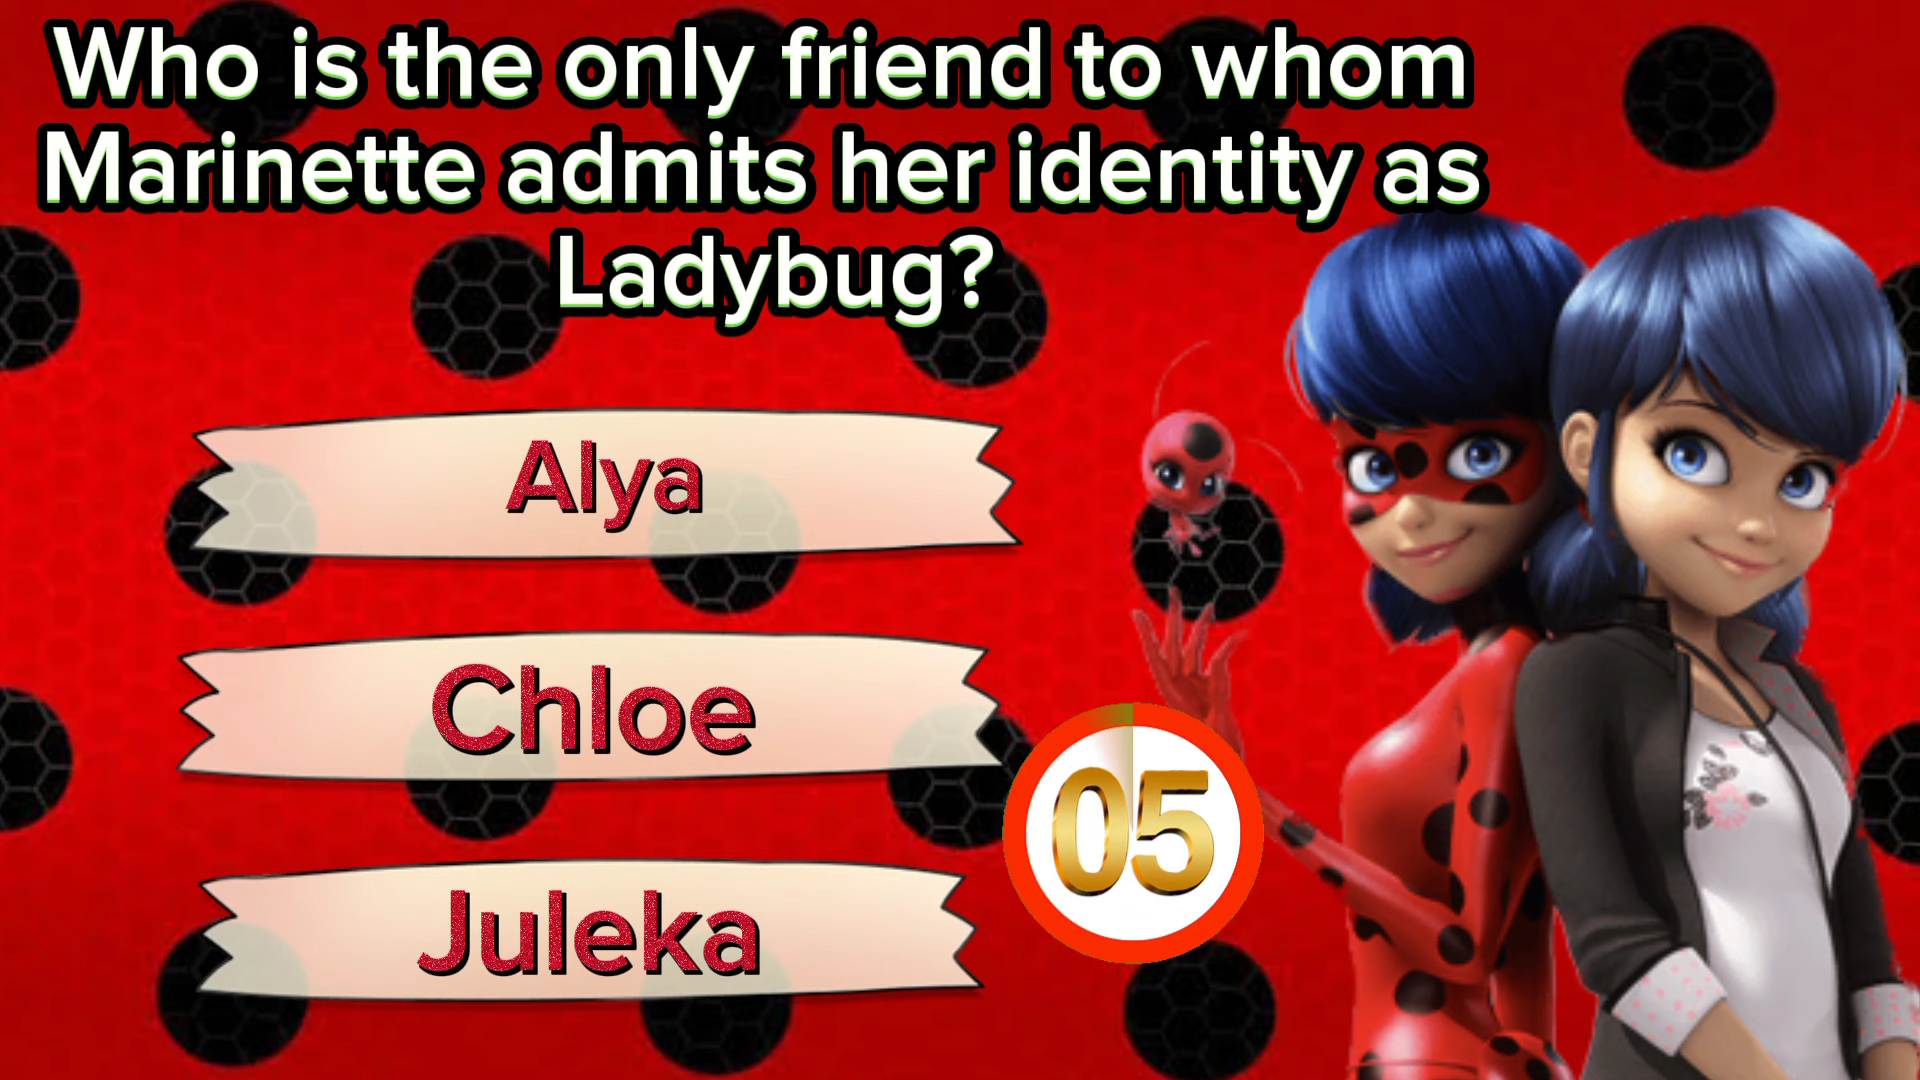 Who is the only friend to whom
Marinette admits her identity as
Ladybug?
Alya
Chloe
05
Juleka